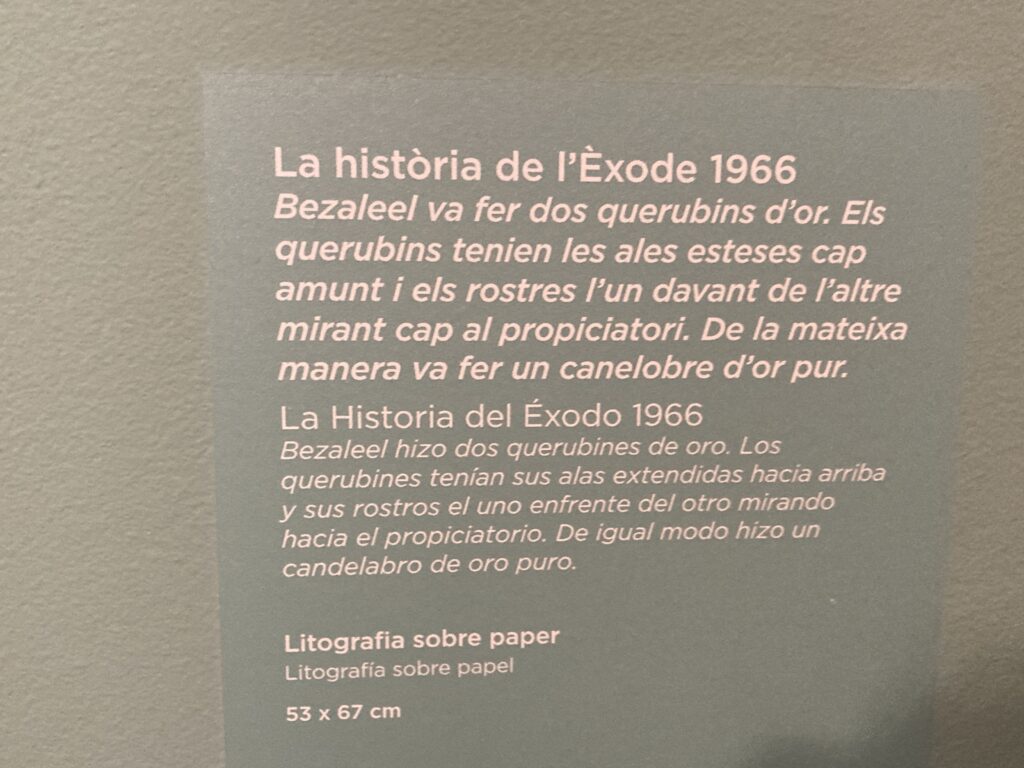 La història de l'Èxode 1966
Bezaleel va fer dos querubins d'or. Els
querubins tenien les ales esteses cap
amunt i els rostres l'un davant de l'altre
mirant cap al propiciatori. De la mateixa
manera va fer un canelobre d'or pur.
La Historia del Éxodo 1966
Bezaleel hizo dos querubines de oro. Los
querubines tenían sus alas extendidas hacia arriba
y sus rostros el uno enfrente del otro mirando
hacia el propiciatorio. De igual modo hizo un
candelabro de oro puro.
Litografia sobre paper
Litografía sobre papel
53 x 67 cm